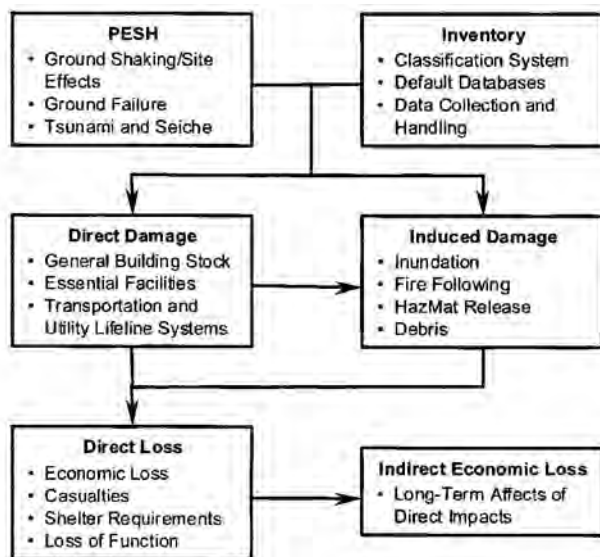 PESH
• Ground Shaking/Site
Effects
• Ground Failure
• Tsunami and Seiche
Inventory
• Classification System
• Default Databases
• Data Collection and
Handling
Direct Damage
• General Building Stock
• Essential Facilities
• Transportation and
Utility Lifeline Systems
Induced Damage
• Inundation
• Fire Following
• HazMat Release
• Debris
Direct Loss
• Economic Loss
• Casualties
• Shelter Requirements
• Loss of Function
Indirect Economic Loss
• Long-Term Affects of
Direct Impacts